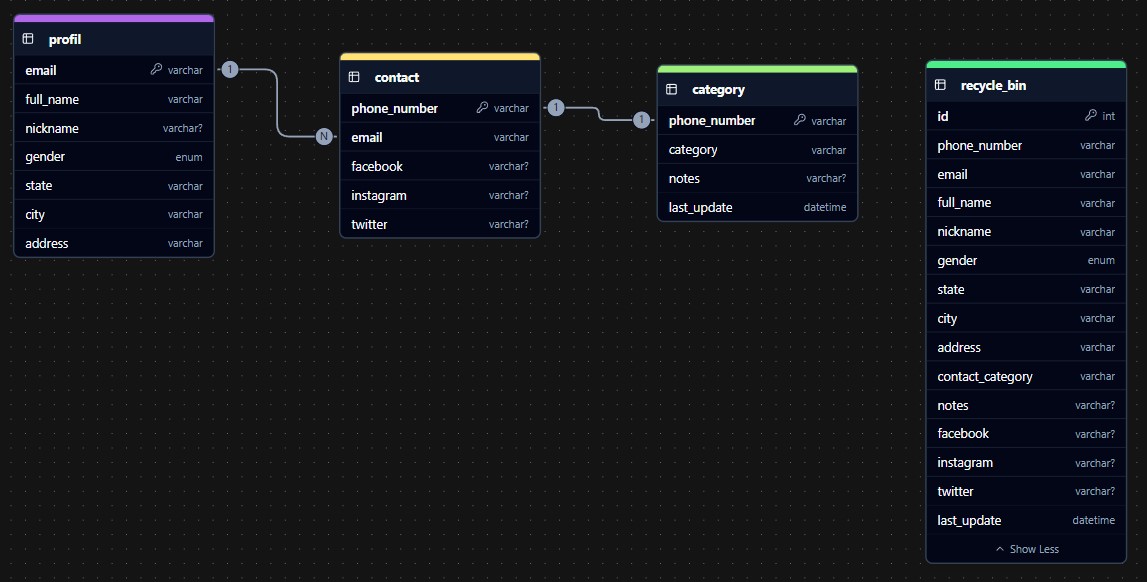 profil
email varchar
full_name varchar
nickname varchar?
gender enum
state varchar
city varchar
address varchar
1
N
contact
phone_number varchar
email varchar
facebook varchar?
instagram varchar?
twitter varchar?
1
1
category
phone_number varchar
category varchar
notes varchar?
last_update datetime
recycle_bin
id int
phone_number varchar
email varchar
full_name varchar
nickname varchar
gender enum
state varchar
city varchar
address varchar
contact_category varchar
notes varchar?
facebook varchar?
instagram varchar?
twitter varchar?
last_update datetime
Show Less